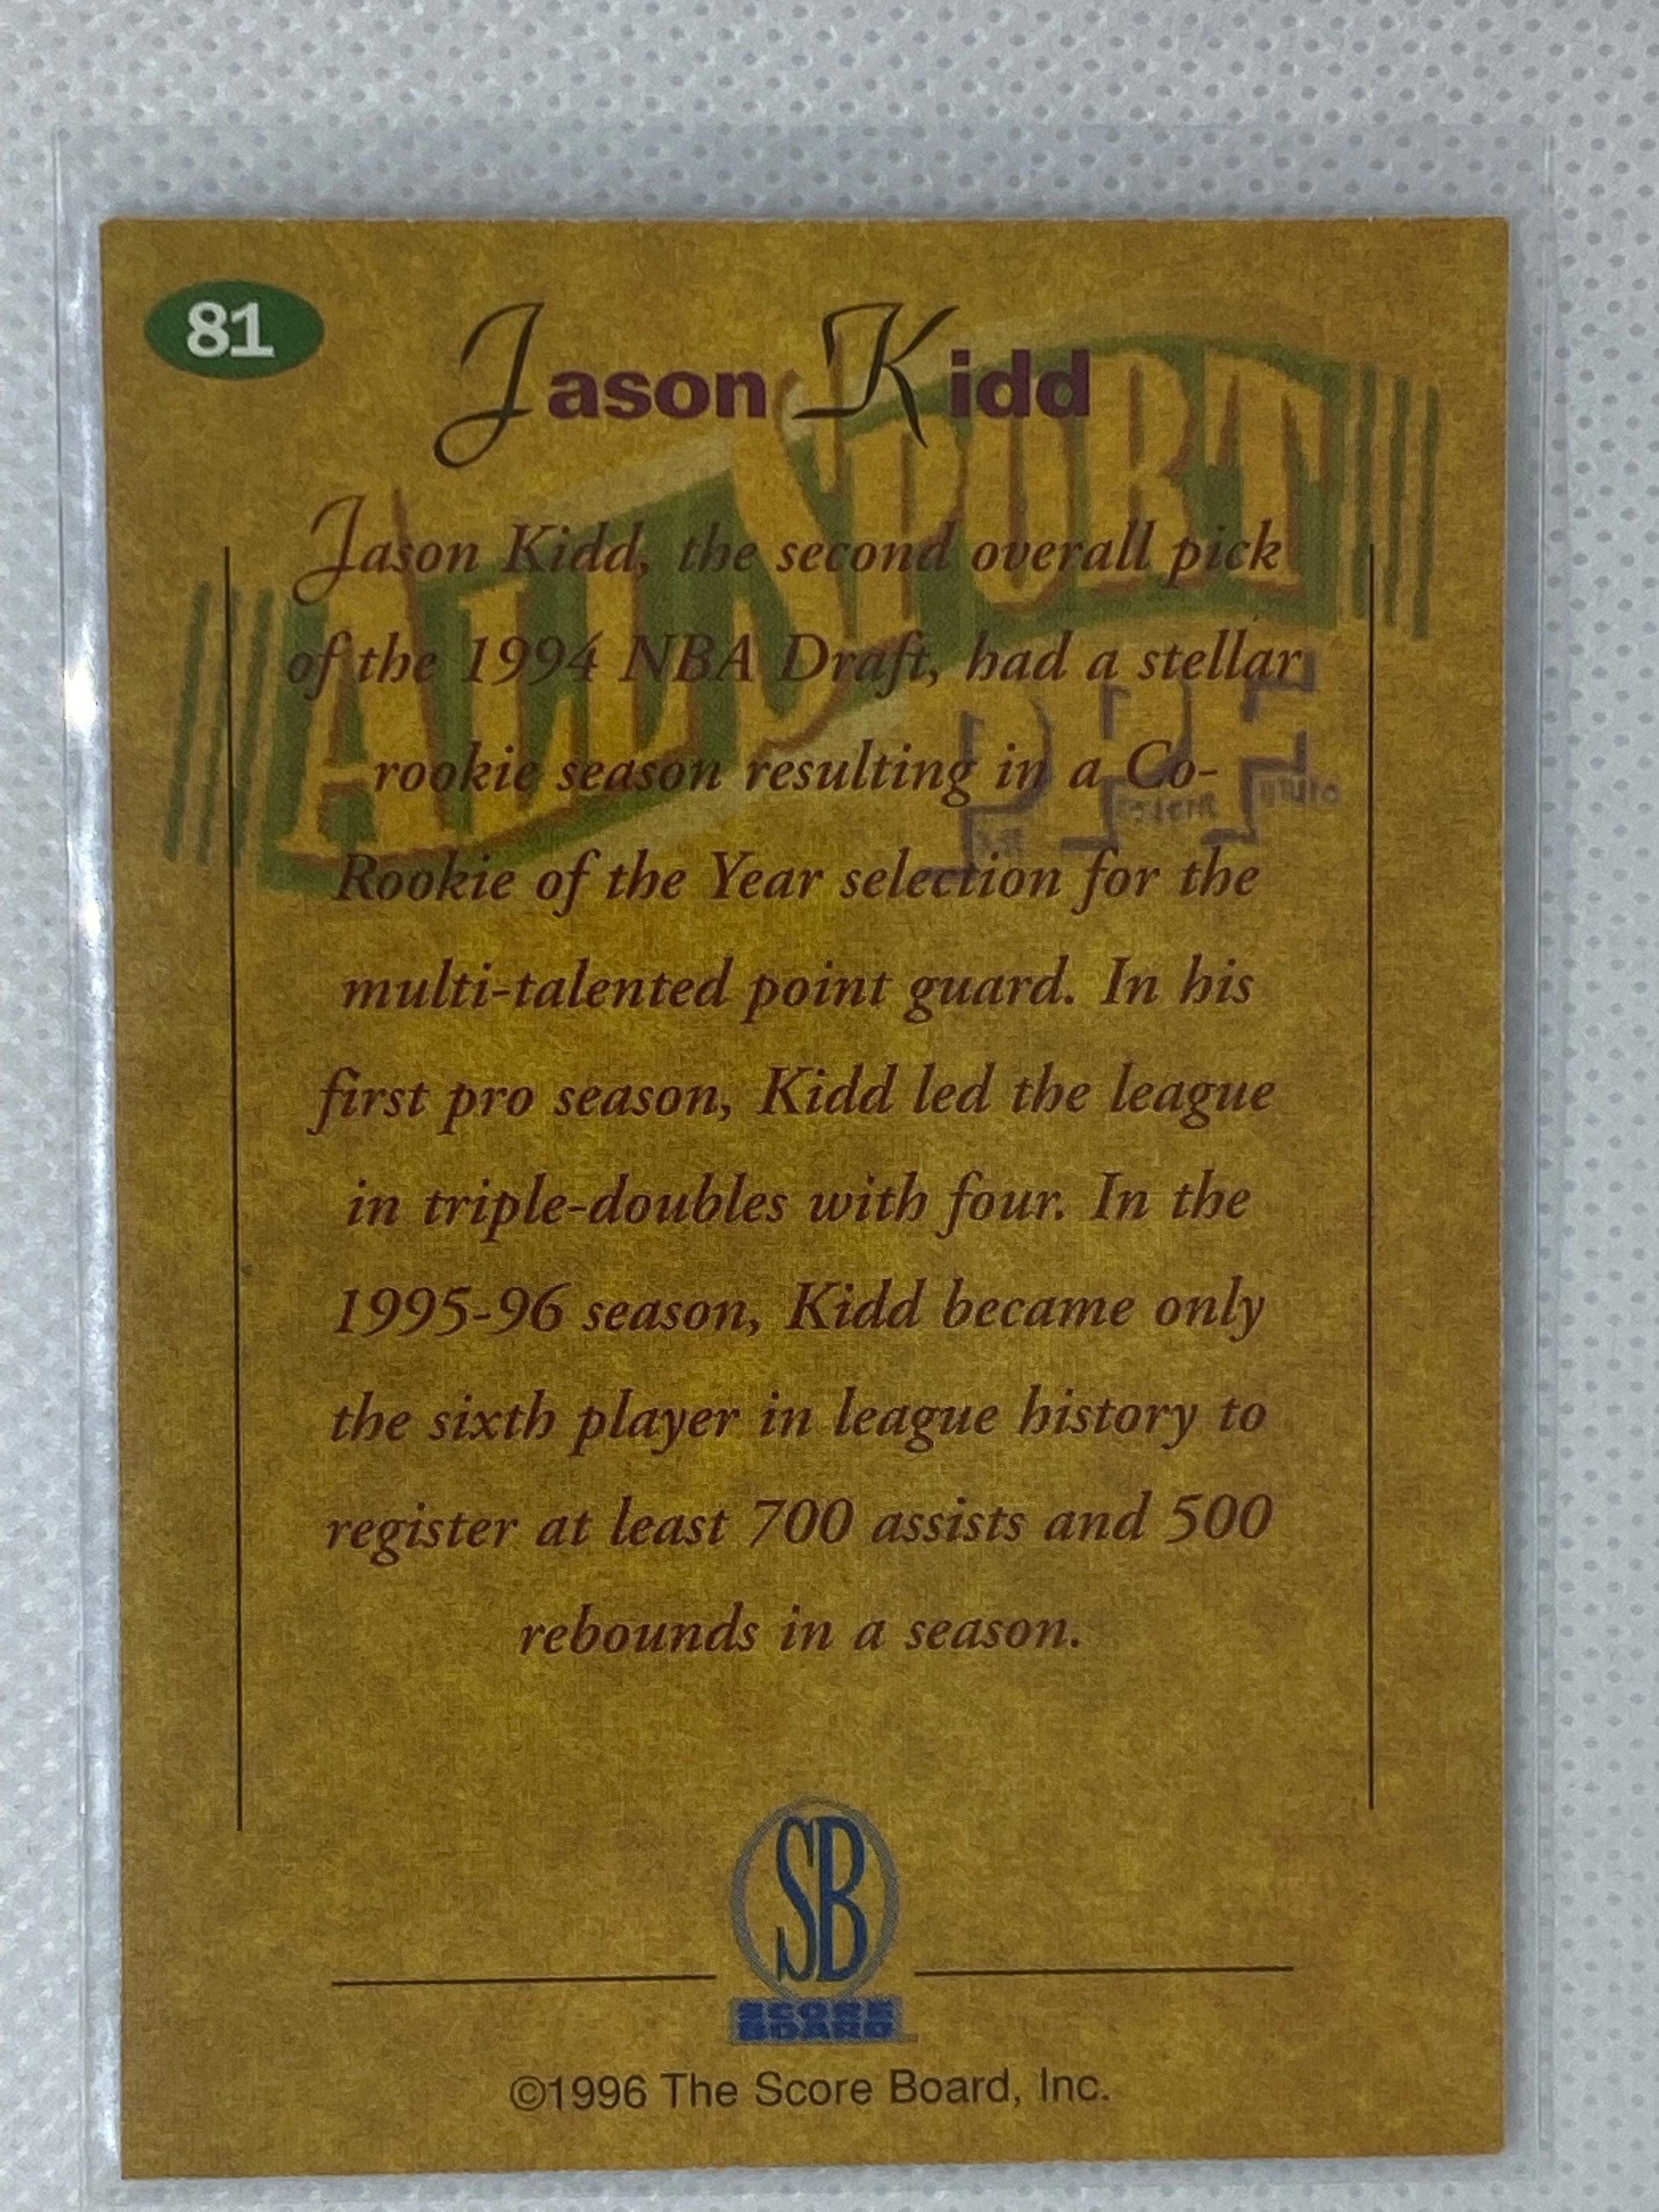 81
Jason Kidd
ALL SPORT
PPF
Jason Kidd, the second overall pick
of the 1994 NBA Draft, had a stellar
rookie season resulting in a Co-
Rookie of the Year selection for the
multi-talented point guard. In his
first pro season, Kidd led the league
in triple-doubles with four. In the
1995-96 season, Kidd became only
the sixth player in league history to
register at least 700 assists and 500
rebounds in a season.
SB
SCORE
BOARD
©1996 The Score Board, Inc.